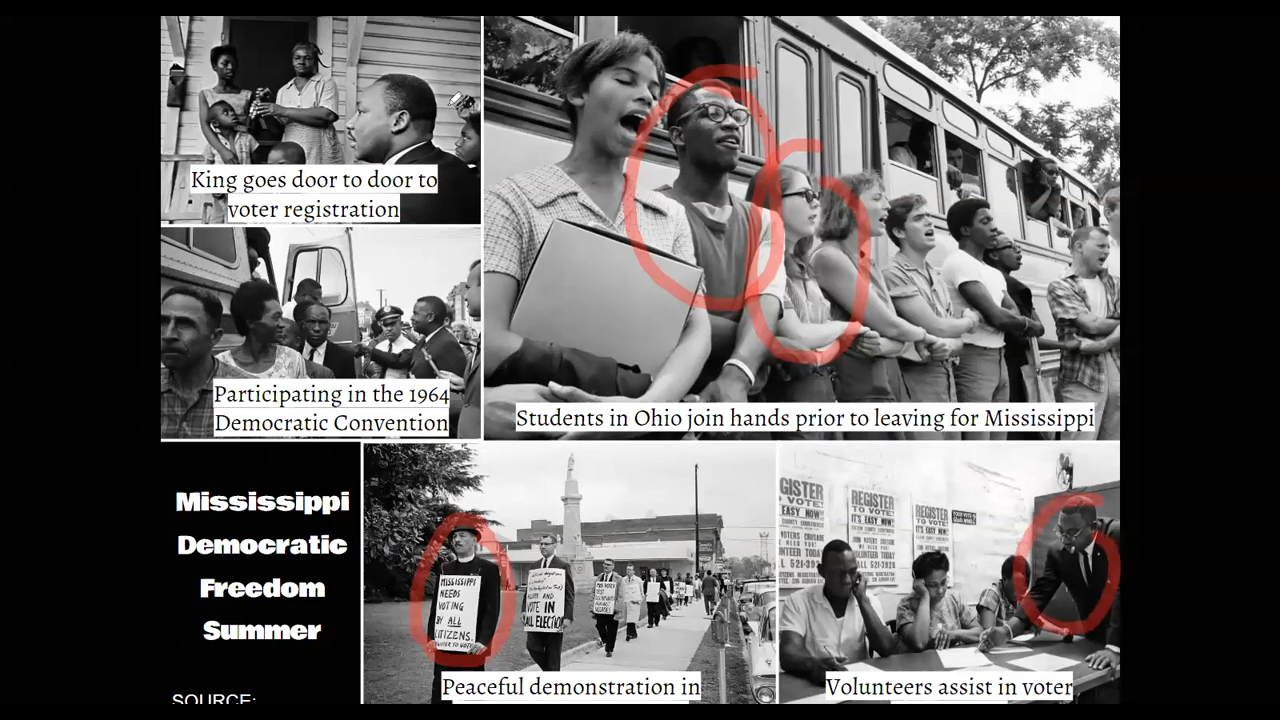 King goes door to door to
voter registration
Participating in the 1964
Democratic Convention
Students in Ohio join hands prior to leaving for Mississippi
Mississippi
Democratic
Freedom
Summer
SOURCE:
MISSISSIPPI
NEEDS
VOTING
BY ALL
CITIZENS.
VOTE IN
Peaceful demonstration in
GISTER
VOTE!
EASY NOW!
REGISTER
TO VOTE!
IT'S EASY NOW!
REGISTER
TO VOTE!
IT'S EASY NOW!
Volunteers assist in voter